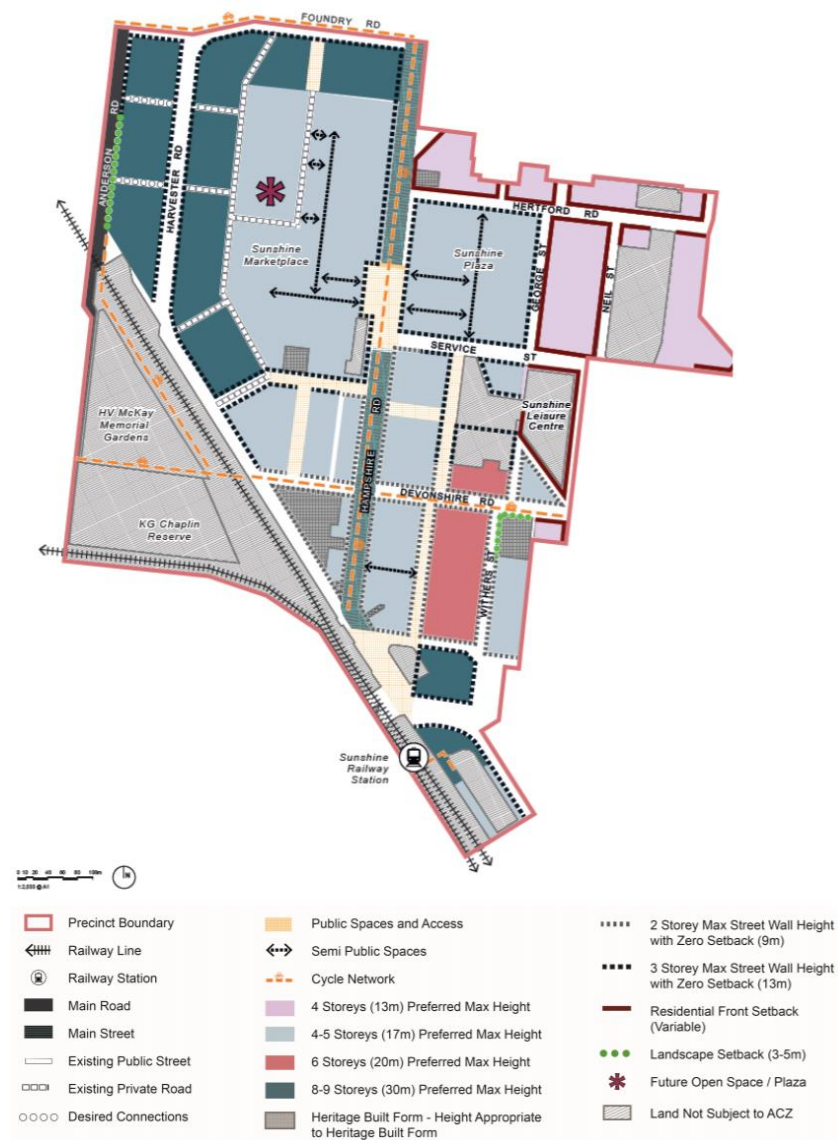 FOUNDRY RD
ANDERSON RD
HARVESTER RD
HERTFORD RD
Sunshine
Marketplace
Sunshine
Plaza
GEORGE ST
NEIL ST
SERVICE ST
HV McKay
Memorial
Gardens
HAMPSHIRE RD
Sunshine
Leisure
Centre
DEVONSHIRE RD
KG Chaplin
Reserve
WITHERS ST
Sunshine
Railway
Station
0 10 20 40 60 80 100m
Precinct Boundary
Railway Line
Railway Station
Main Road
Main Street
Existing Public Street
Existing Private Road
Desired Connections
Public Spaces and Access
Semi Public Spaces
Cycle Network
4 Storeys (13m) Preferred Max Height
4-5 Storeys (17m) Preferred Max Height
6 Storeys (20m) Preferred Max Height
8-9 Storeys (30m) Preferred Max Height
Heritage Built Form - Height Appropriate
to Heritage Built Form
2 Storey Max Street Wall Height
with Zero Setback (9m)
3 Storey Max Street Wall Height
with Zero Setback (13m)
Residential Front Setback
(Variable)
Landscape Setback (3-5m)
Future Open Space / Plaza
Land Not Subject to ACZ